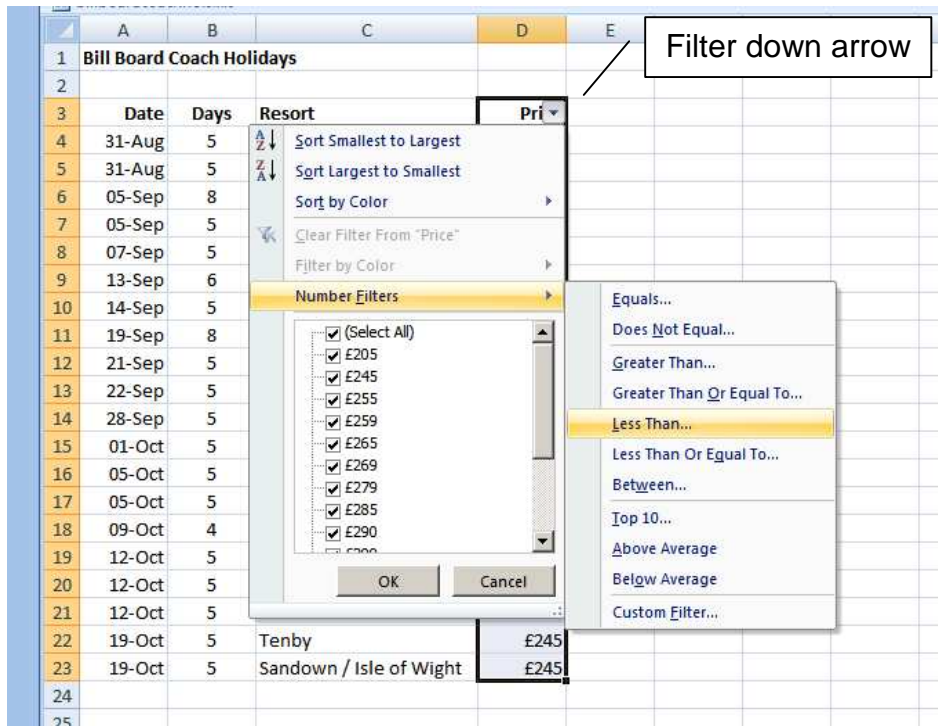 Filter down arrow
A B C D E
1 Bill Board Coach Holidays
2
3 Date Days Resort Pri
4 31-Aug 5
5 31-Aug 5
6 05-Sep 8
7 05-Sep 5
8 07-Sep 5
9 13-Sep 6
10 14-Sep 5
11 19-Sep 8
12 21-Sep 5
13 22-Sep 5
14 28-Sep 5
15 01-Oct 5
16 05-Oct 5
17 05-Oct 5
18 09-Oct 4
19 12-Oct 5
20 12-Oct 5
21 12-Oct 5
22 19-Oct 5 Tenby £245
23 19-Oct 5 Sandown / Isle of Wight £245
24
25
Sort Smallest to Largest
Sort Largest to Smallest
Sort by Color
Clear Filter From "Price"
Filter by Color
Number Filters
(Select All)
£205
£245
£255
£259
£265
£269
£279
£285
£290
OK Cancel
Equals...
Does Not Equal...
Greater Than...
Greater Than Or Equal To...
Less Than...
Less Than Or Equal To...
Between...
Top 10...
Above Average
Below Average
Custom Filter...